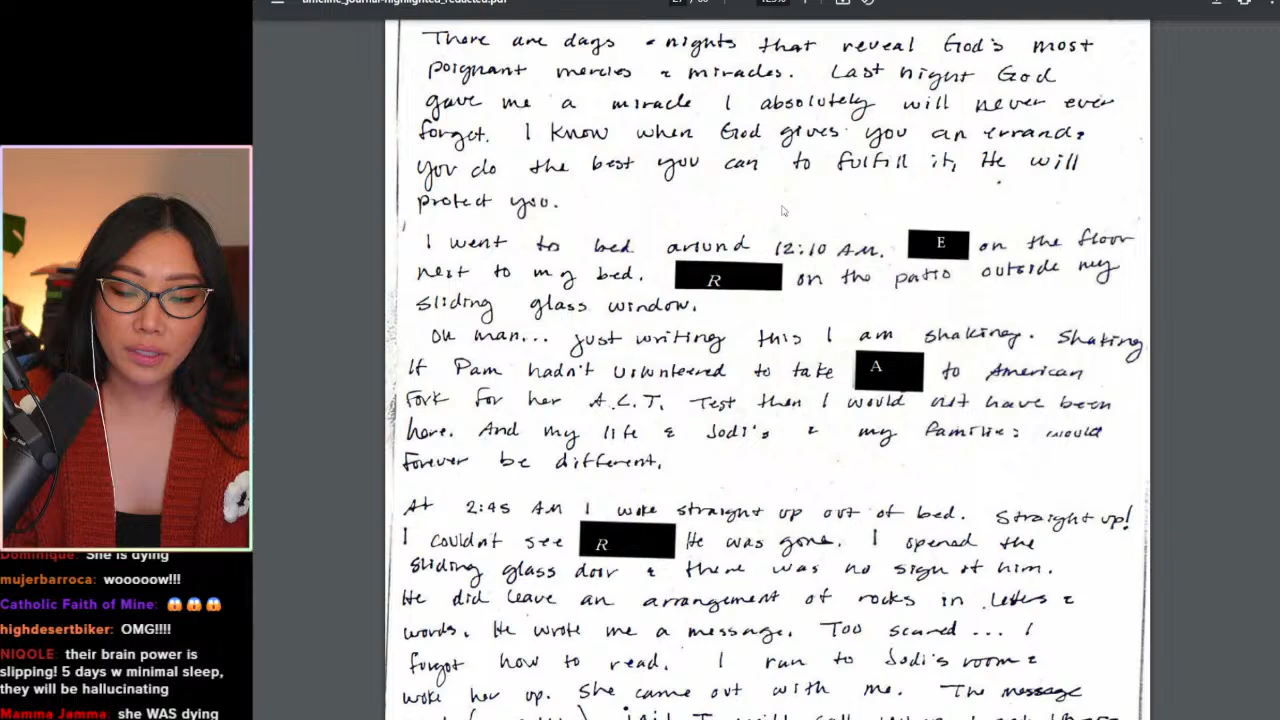 timeline_journal-highlighted_redacted.pdf
There are days & nights that reveal God's most
poignant mercies & miracles. Last night God
gave me a miracle I absolutely will never ever
forget. I know when God gives you an errand &
you do the best you can to fulfill it, He will
protect you.
I went to bed around 12:10 AM. E on the floor
next to my bed. R on the patio outside my
sliding glass window.
Oh man... just writing this I am shaking. Shaking
If Pam hadn't volunteered to take A to American
Fork for her A.C.T. Test then I would not have been
here. And my life & Jodi's & my families would
forever be different.
At 2:45 AM I woke straight up out of bed. Straight up!
I couldn't see R He was gone. I opened the
sliding glass door & there was no sign of him.
He did leave an arrangement of rocks in letters &
words. He wrote me a message. Too scared... I
forgot how to read. I ran to Jodi's room &
woke her up. She came out with me. The message
Dominique: She is dying
mujerbarroca: wooooow!!!
Catholic Faith of Mine: 😱😱😱
highdesertbiker: OMG!!!!
NIQOLE: their brain power is
slipping! 5 days w minimal sleep,
they will be hallucinating
Mamma Jamma: she WAS dying